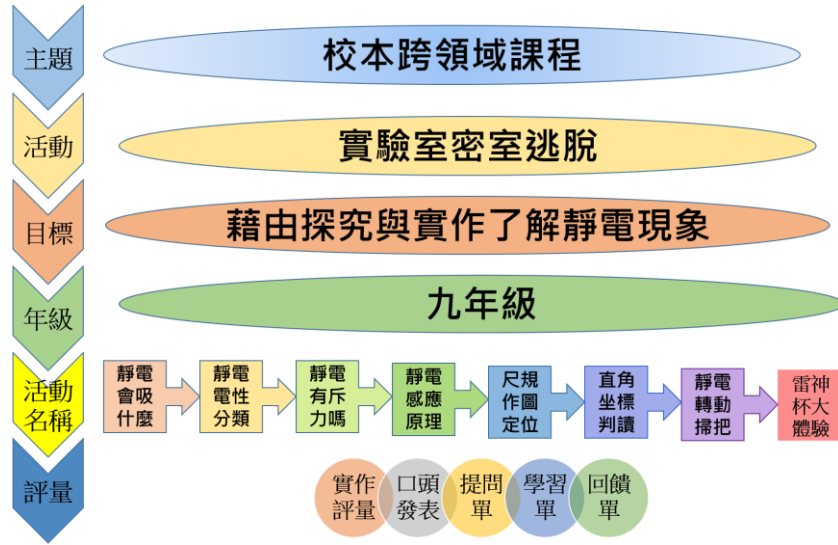 主題
校本跨領域課程
活動
實驗室密室逃脫
目標
藉由探究與實作了解靜電現象
年級
九年級
活動
名稱
靜電
會吸
什麼
靜電
電性
分類
靜電
有斥
力嗎
靜電
感應
原理
尺規
作圖
定位
直角
坐標
判讀
靜電
轉動
掃把
雷神
杯大
體驗
評量
實作
評量
口頭
發表
提問
單
學習
單
回饋
單